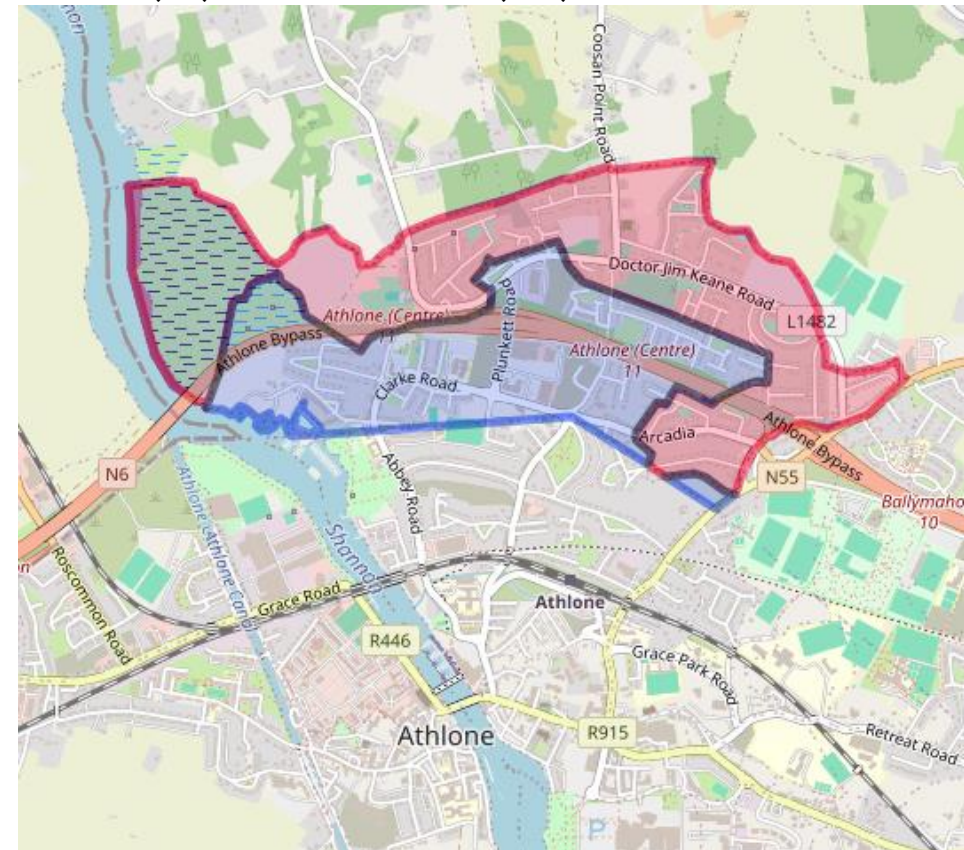 Coosan Point Road
Doctor Jim Keane Road
L1482
Athlone (Centre)
11
Athlone Bypass
Plunkett Road
Athlone (Centre)
11
Clarke Road
Arcadia
Athlone Bypass
N6
Abbey Road
N55
Ballymaho
10
Shannon
Roscommon Road
Grace Road
Athlone
R446
Grace Park Road
Athlone
R915
Retreat Road
P